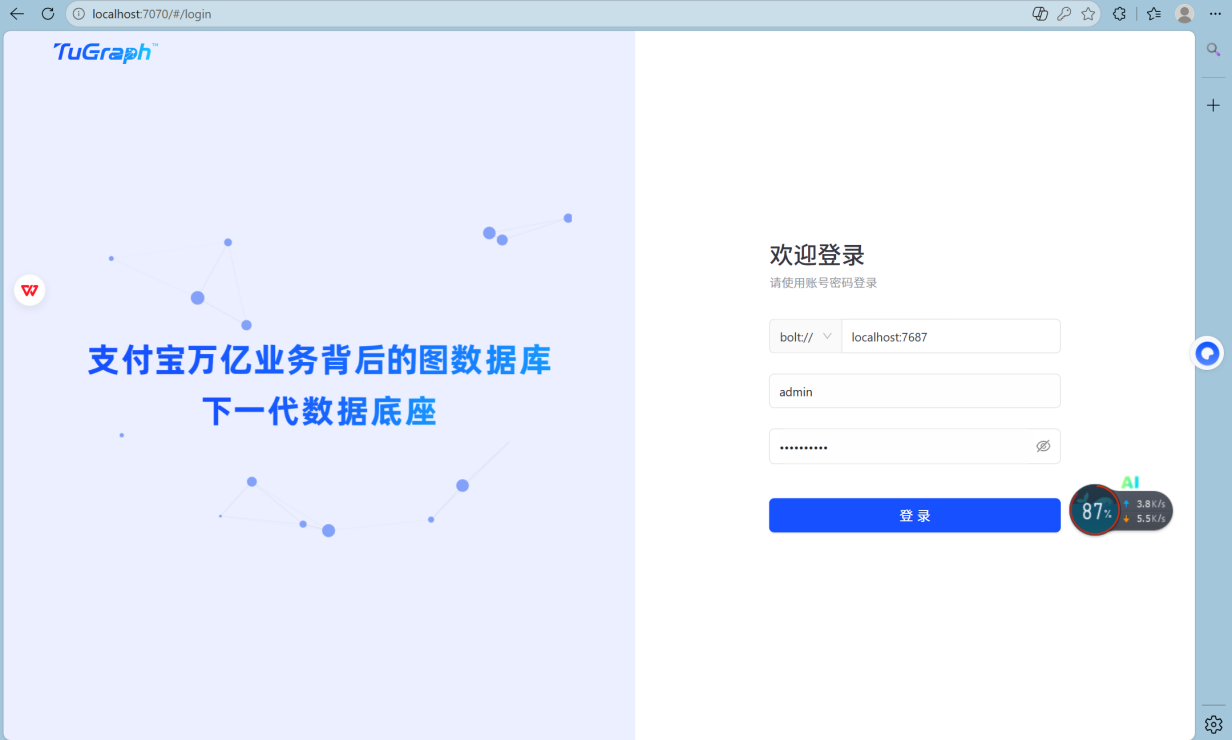 localhost:7070/#/login
TuGraph™
支付宝万亿业务背后的图数据库
下一代数据底座
欢迎登录
请使用账号密码登录
bolt:// localhost:7687
admin
••••••••••
登 录
AI
87%
3.8K/s
5.5K/s